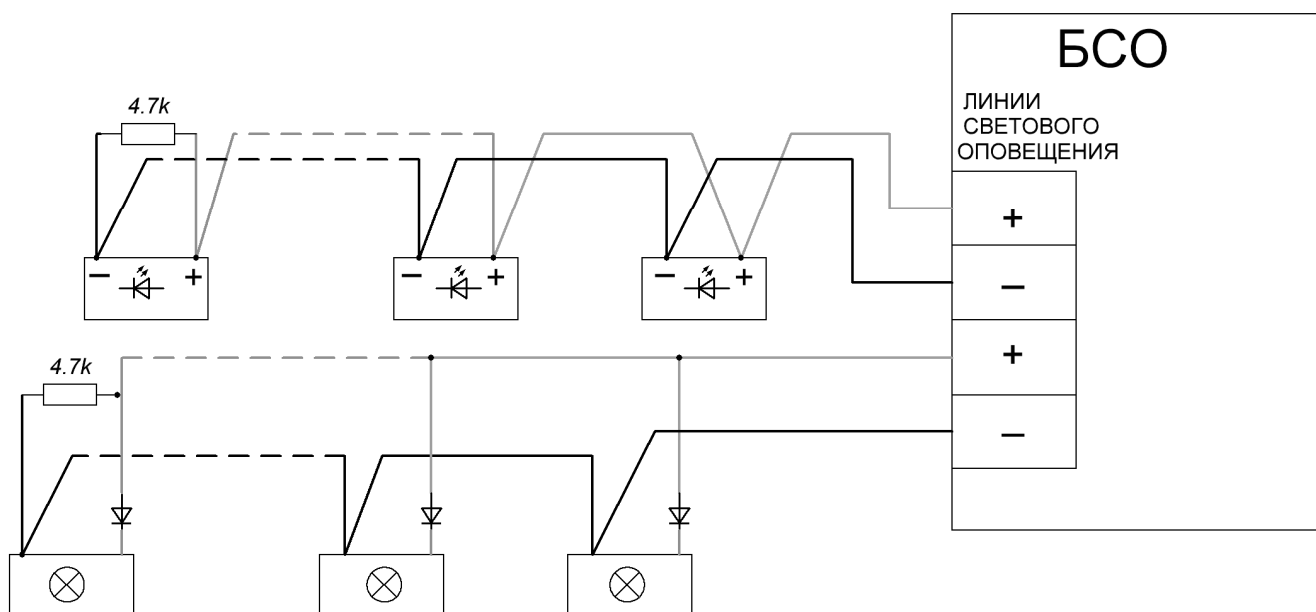 БСО
ЛИНИИ
СВЕТОВОГО
ОПОВЕЩЕНИЯ
4.7k
+
−
− +
− +
− +
4.7k
+
−